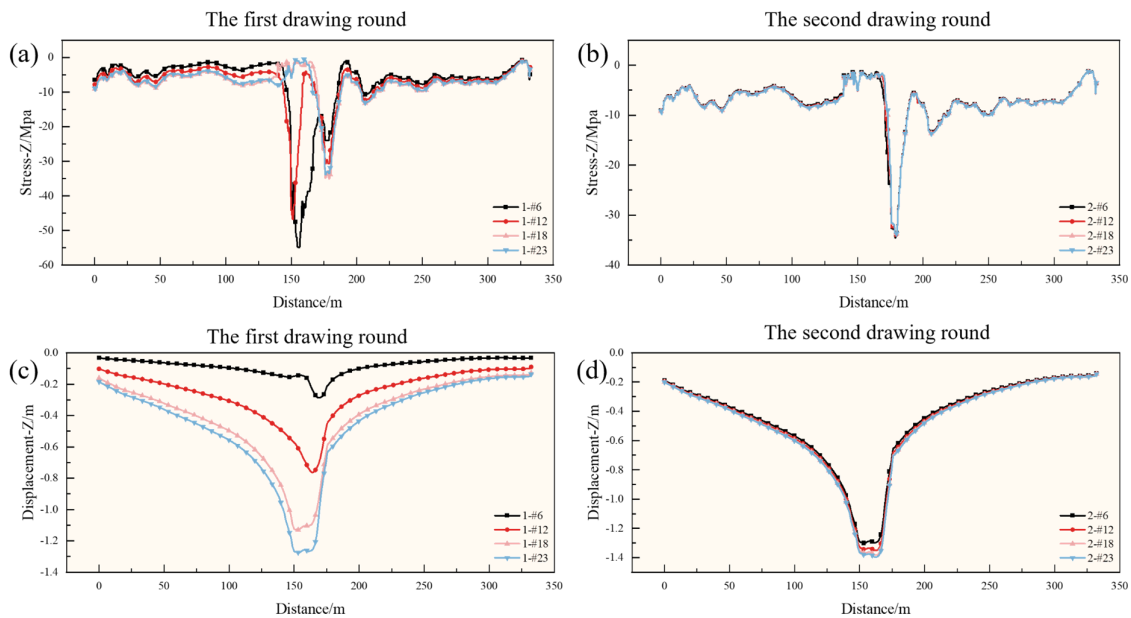 The first drawing round
(a)
0
-10
-20
-30
-40
-50
-60
Stress-Z/Mpa
1-#6
1-#12
1-#18
1-#23
0 50 100 150 200 250 300 350
Distance/m
The second drawing round
(b)
0
-10
-20
-30
-40
Stress-Z/Mpa
2-#6
2-#12
2-#18
2-#23
0 50 100 150 200 250 300 350
Distance/m
The first drawing round
(c)
0.0
-0.2
-0.4
-0.6
-0.8
-1.0
-1.2
-1.4
Displacement-Z/m
1-#6
1-#12
1-#18
1-#23
0 50 100 150 200 250 300 350
Distance/m
The second drawing round
(d)
0.0
-0.2
-0.4
-0.6
-0.8
-1.0
-1.2
-1.4
Displacement-Z/m
2-#6
2-#12
2-#18
2-#23
0 50 100 150 200 250 300 350
Distance/m